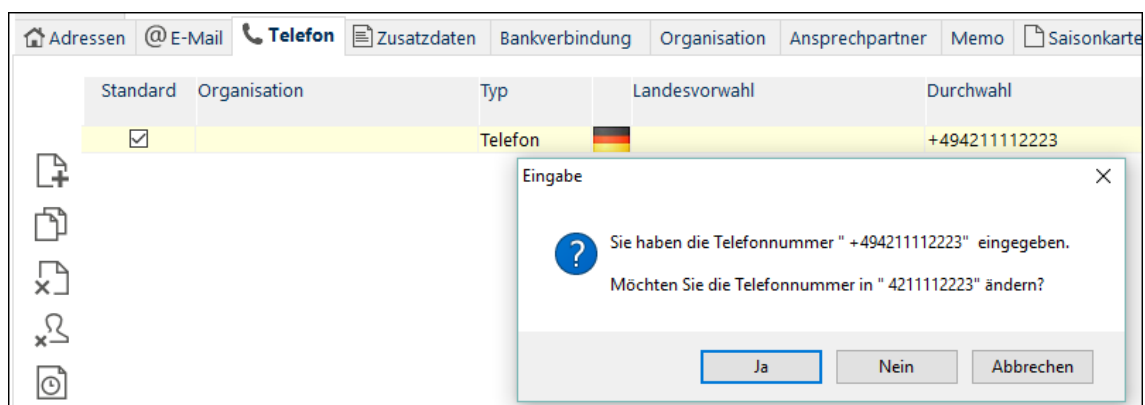 Adressen @ E-Mail Telefon Zusatzdaten Bankverbindung Organisation Ansprechpartner Memo Saisonkarte
Standard Organisation Typ Landesvorwahl Durchwahl
Telefon +494211112223
Eingabe
Sie haben die Telefonnummer " +494211112223" eingegeben.
Möchten Sie die Telefonnummer in " 4211112223" ändern?
Ja Nein Abbrechen